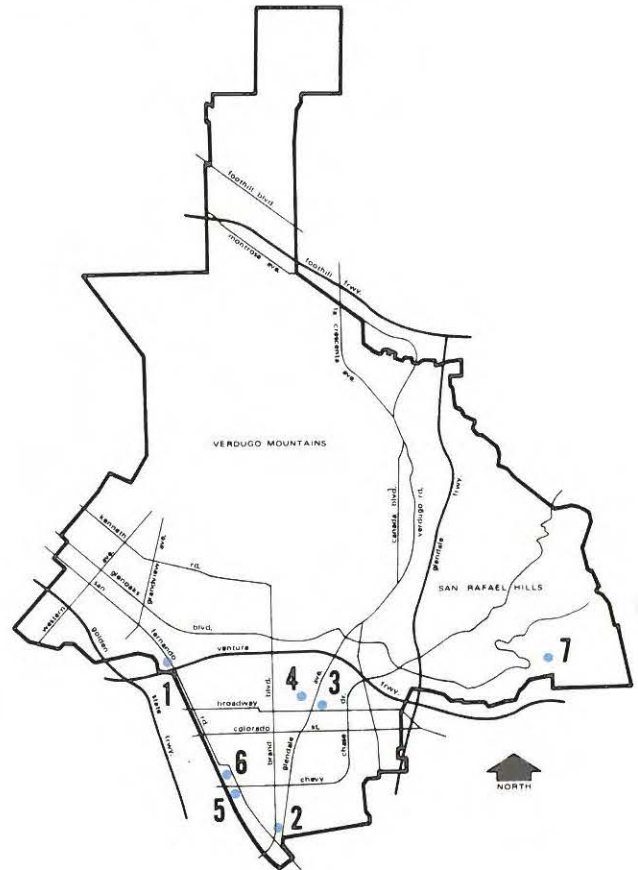 foothill blvd
montrose ave.
foothill frwy.
la crescenta ave.
VERDUGO MOUNTAINS
canada blvd.
verdugo rd.
glendale frwy.
kenneth rd.
western ave.
glenoaks blvd.
grandview ave.
san fernando rd.
golden state frwy.
SAN RAFAEL HILLS
ventura frwy.
7
1
4
3
broadway
brand blvd.
glendale ave.
chevy chase dr.
colorado st.
6
5
2
NORTH